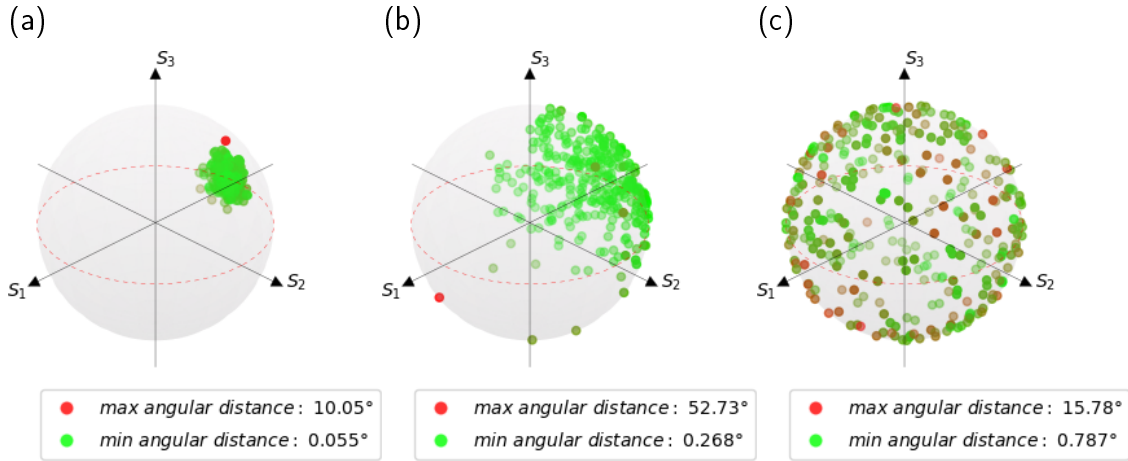 (a)
(b)
(c)
S3
S3
S3
S1
S2
S1
S2
S1
S2
max angular distance: 10.05°
min angular distance: 0.055°
max angular distance: 52.73°
min angular distance: 0.268°
max angular distance: 15.78°
min angular distance: 0.787°